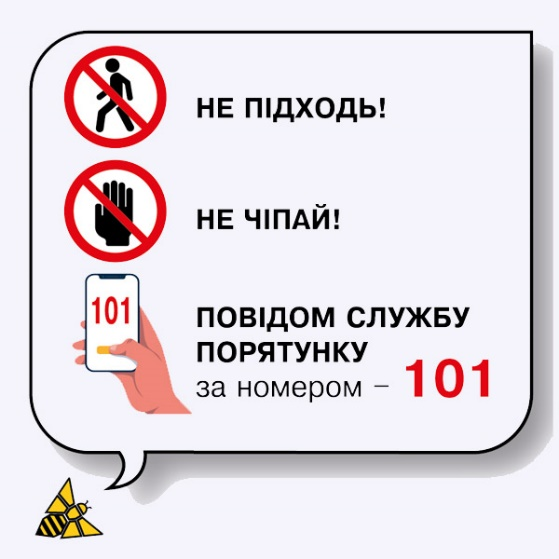 НЕ ПІДХОДЬ!
НЕ ЧІПАЙ!
101
ПОВІДОМ СЛУЖБУ
ПОРЯТУНКУ
за номером – 101